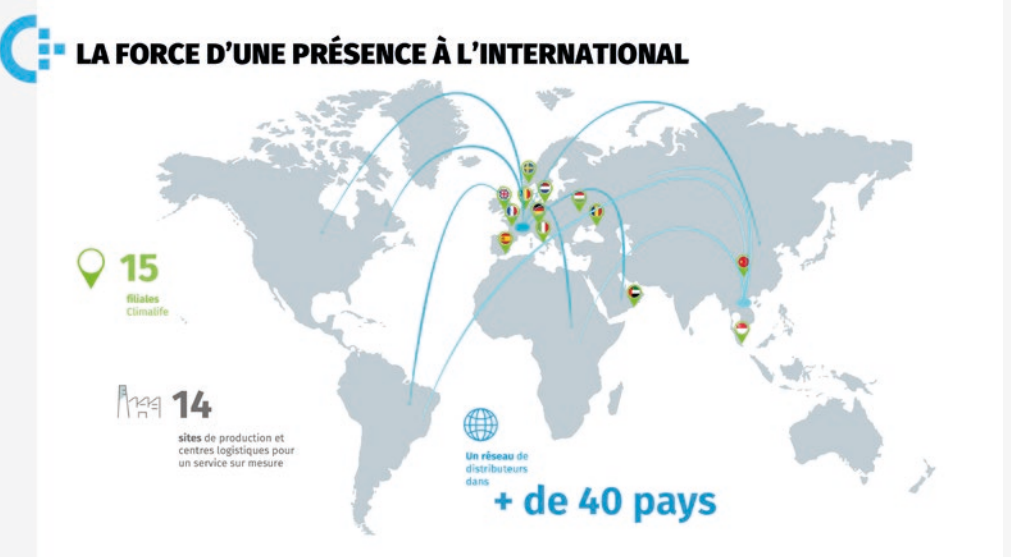 LA FORCE D'UNE PRÉSENCE À L'INTERNATIONAL
15
filiales
Climalife
14
sites de production et
centres logistiques pour
un service sur mesure
Un réseau de
distributeurs
dans
+ de 40 pays